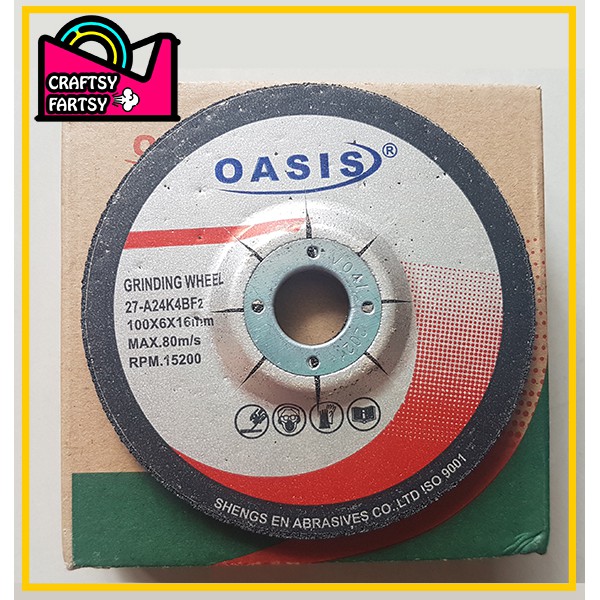 CRAFTSY
FARTSY
OASIS®
GRINDING WHEEL
27-A24K4BF2
100X6X16mm
MAX.80m/s
RPM.15200
SHENGS EN ABRASIVES CO.,LTD ISO 9001